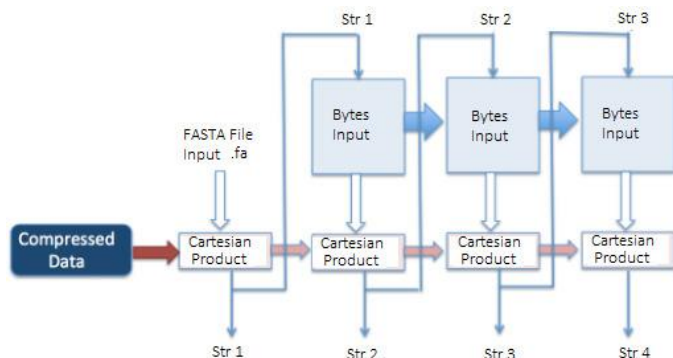 Str 1
Str 2
Str 3
Bytes
Input
Bytes
Input
Bytes
Input
FASTA File
Input .fa
Compressed
Data
Cartesian
Product
Cartesian
Product
Cartesian
Product
Cartesian
Product
Str 1
Str 2
Str 3
Str 4